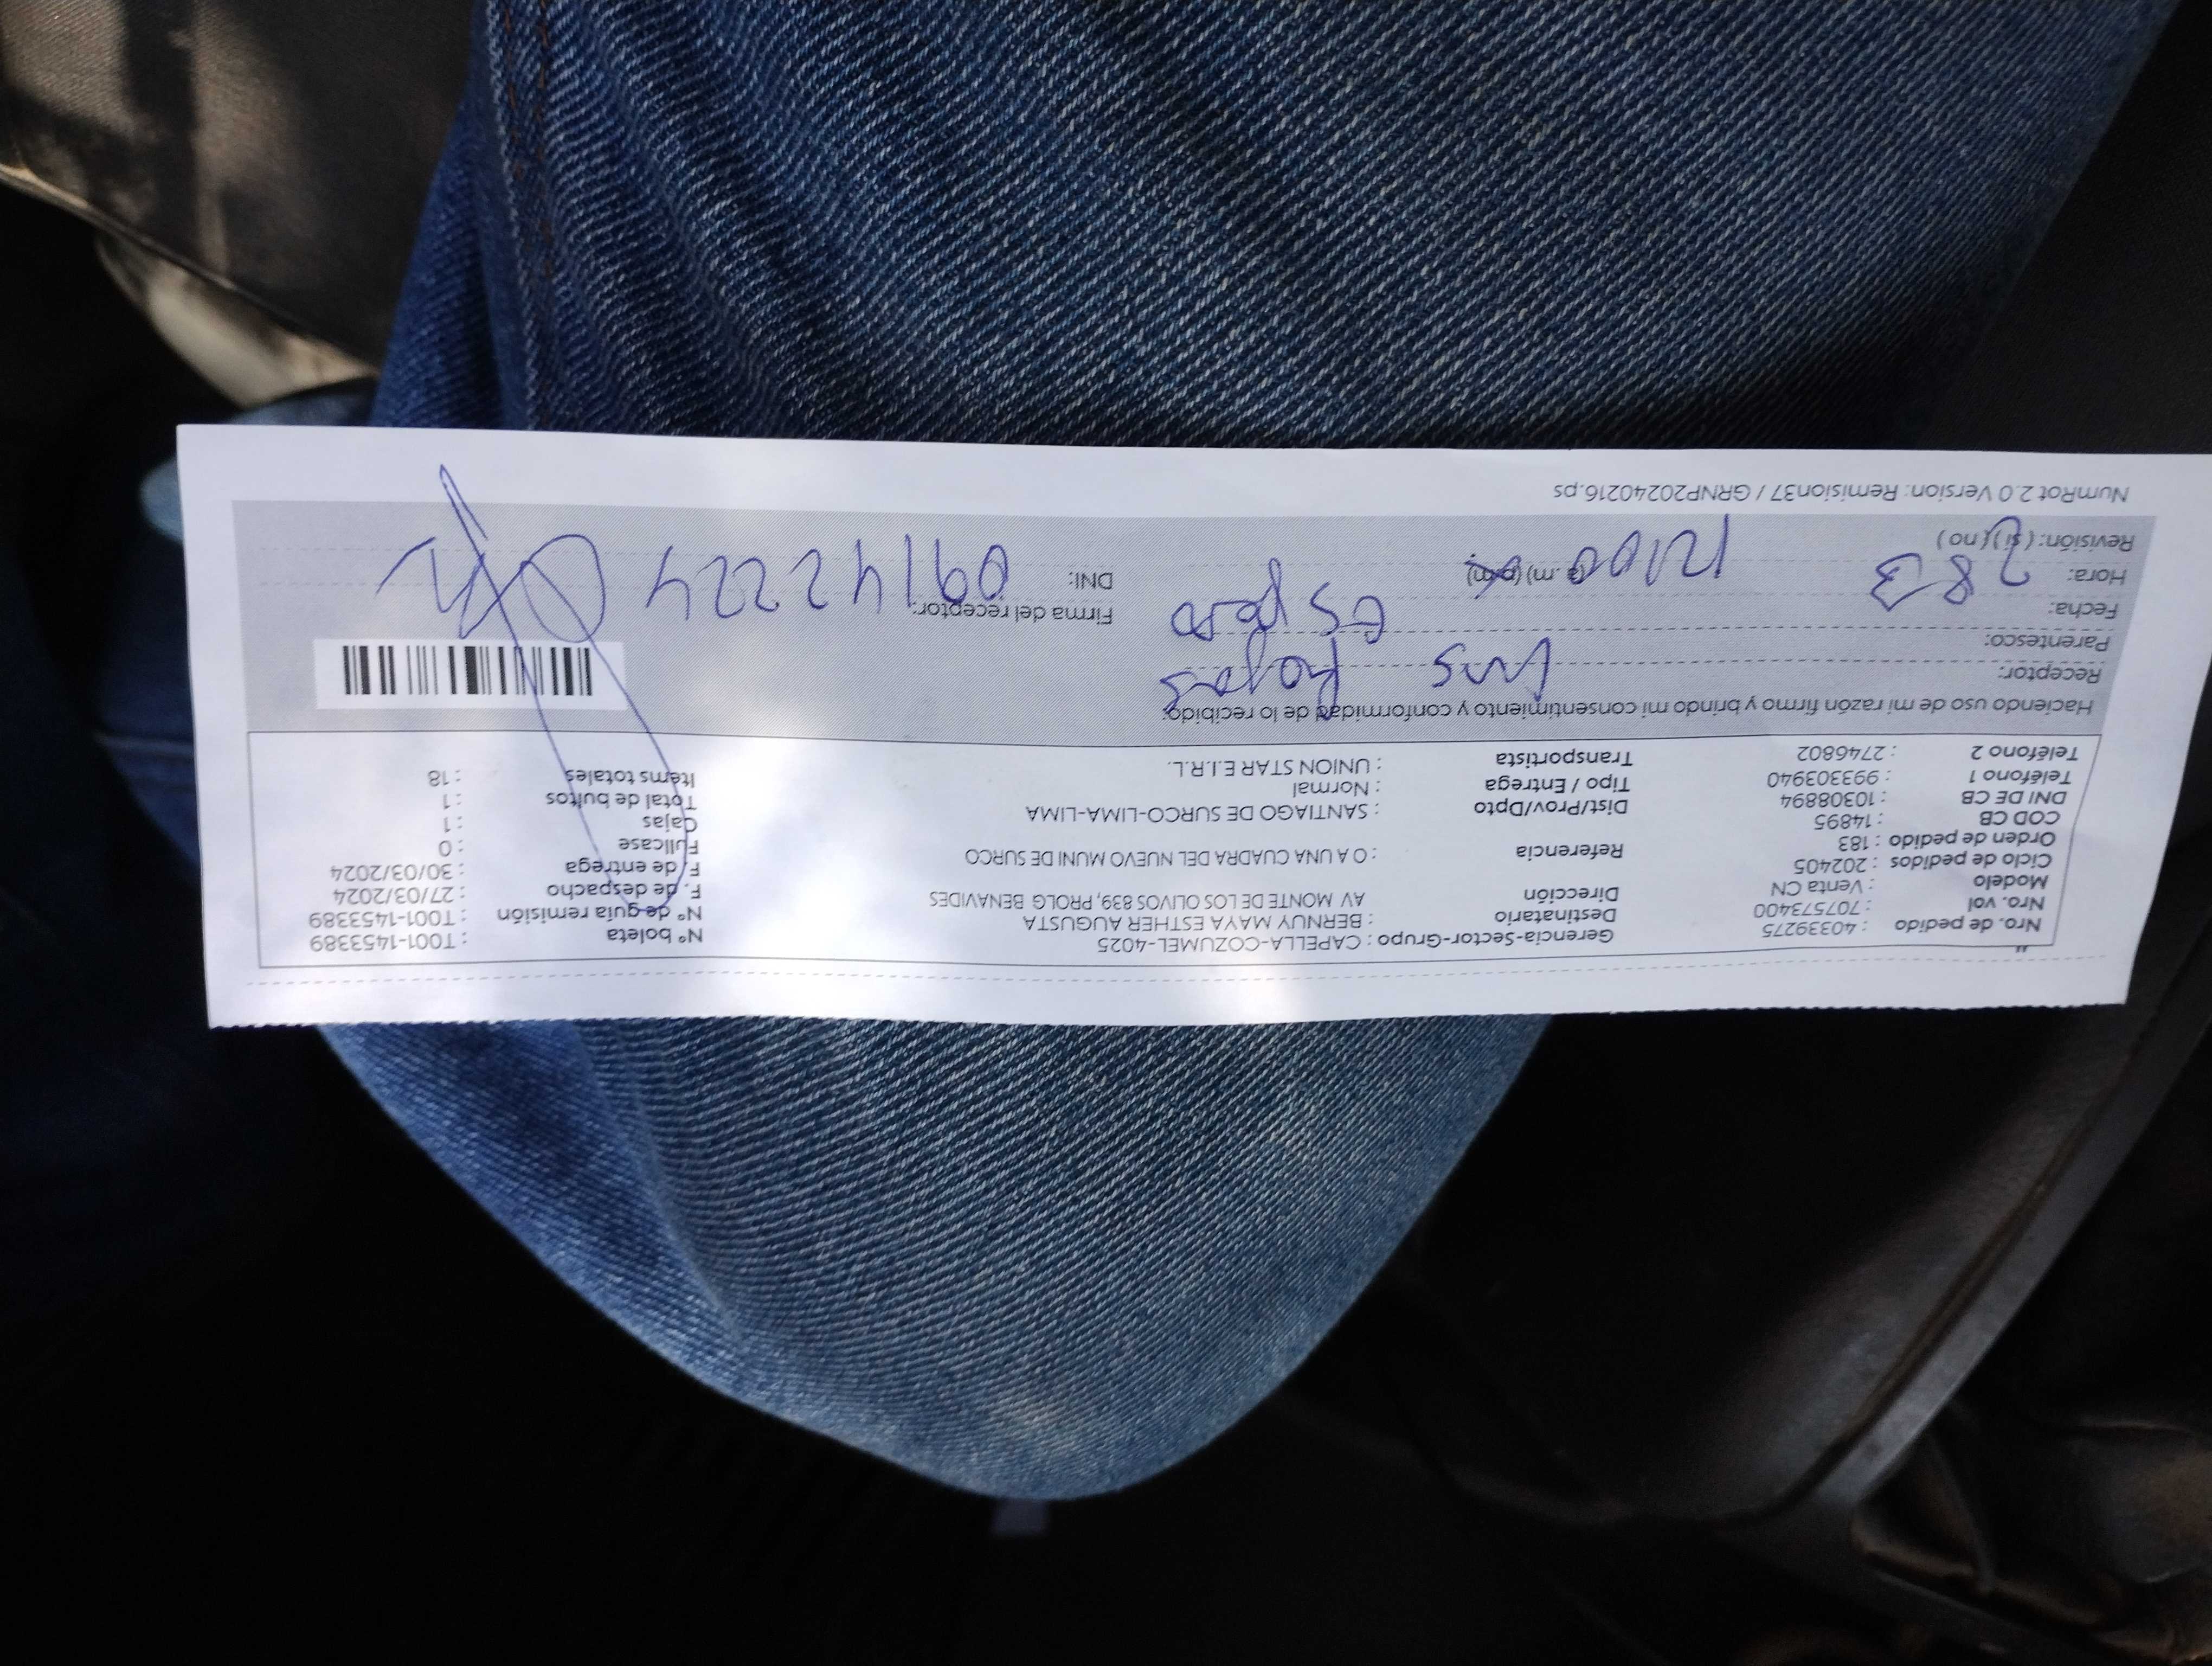 Nro. de pedido : 40339275
Nro. vol : 707573400
Modelo : Venta CN
Ciclo de pedidos : 202405
Orden de pedido : 183
COD CB : 14895
DNI DE CB : 10308894
Teléfono 1 : 993303940
Teléfono 2 : 2746802
Gerencia-Sector-Grupo : CAPELLA-COZUMEL-4025
Destinatario : BERNUY MAYA ESTHER AUGUSTA
Dirección AV MONTE DE LOS OLIVOS 839, PROLG BENAVIDES
Referencia : O A UNA CUADRA DEL NUEVO MUNI DE SURCO
Dist/Prov/Dpto : SANTIAGO DE SURCO-LIMA-LIMA
Tipo / Entrega : Normal
Transportista : UNION STAR E.I.R.L.
N° boleta : T001-1453389
N° de guía remisión : T001-1453389
F. de despacho : 27/03/2024
F. de entrega : 30/03/2024
Fullcase : 0
Cajas : 1
Total de bultos : 1
Items totales : 18
Haciendo uso de mi razón firmo y brindo mi consentimiento y conformidad de lo recibido:
Receptor: Luis Rojas
Parentesco: esposo
Fecha: 28 3
Hora: 12:00 (a.m) (p.m)
Revisión: (si) (no)
Firma del receptor:
DNI: 09142224
NumRot 2.0 Version: Remision37 / GRNP20240216.ps